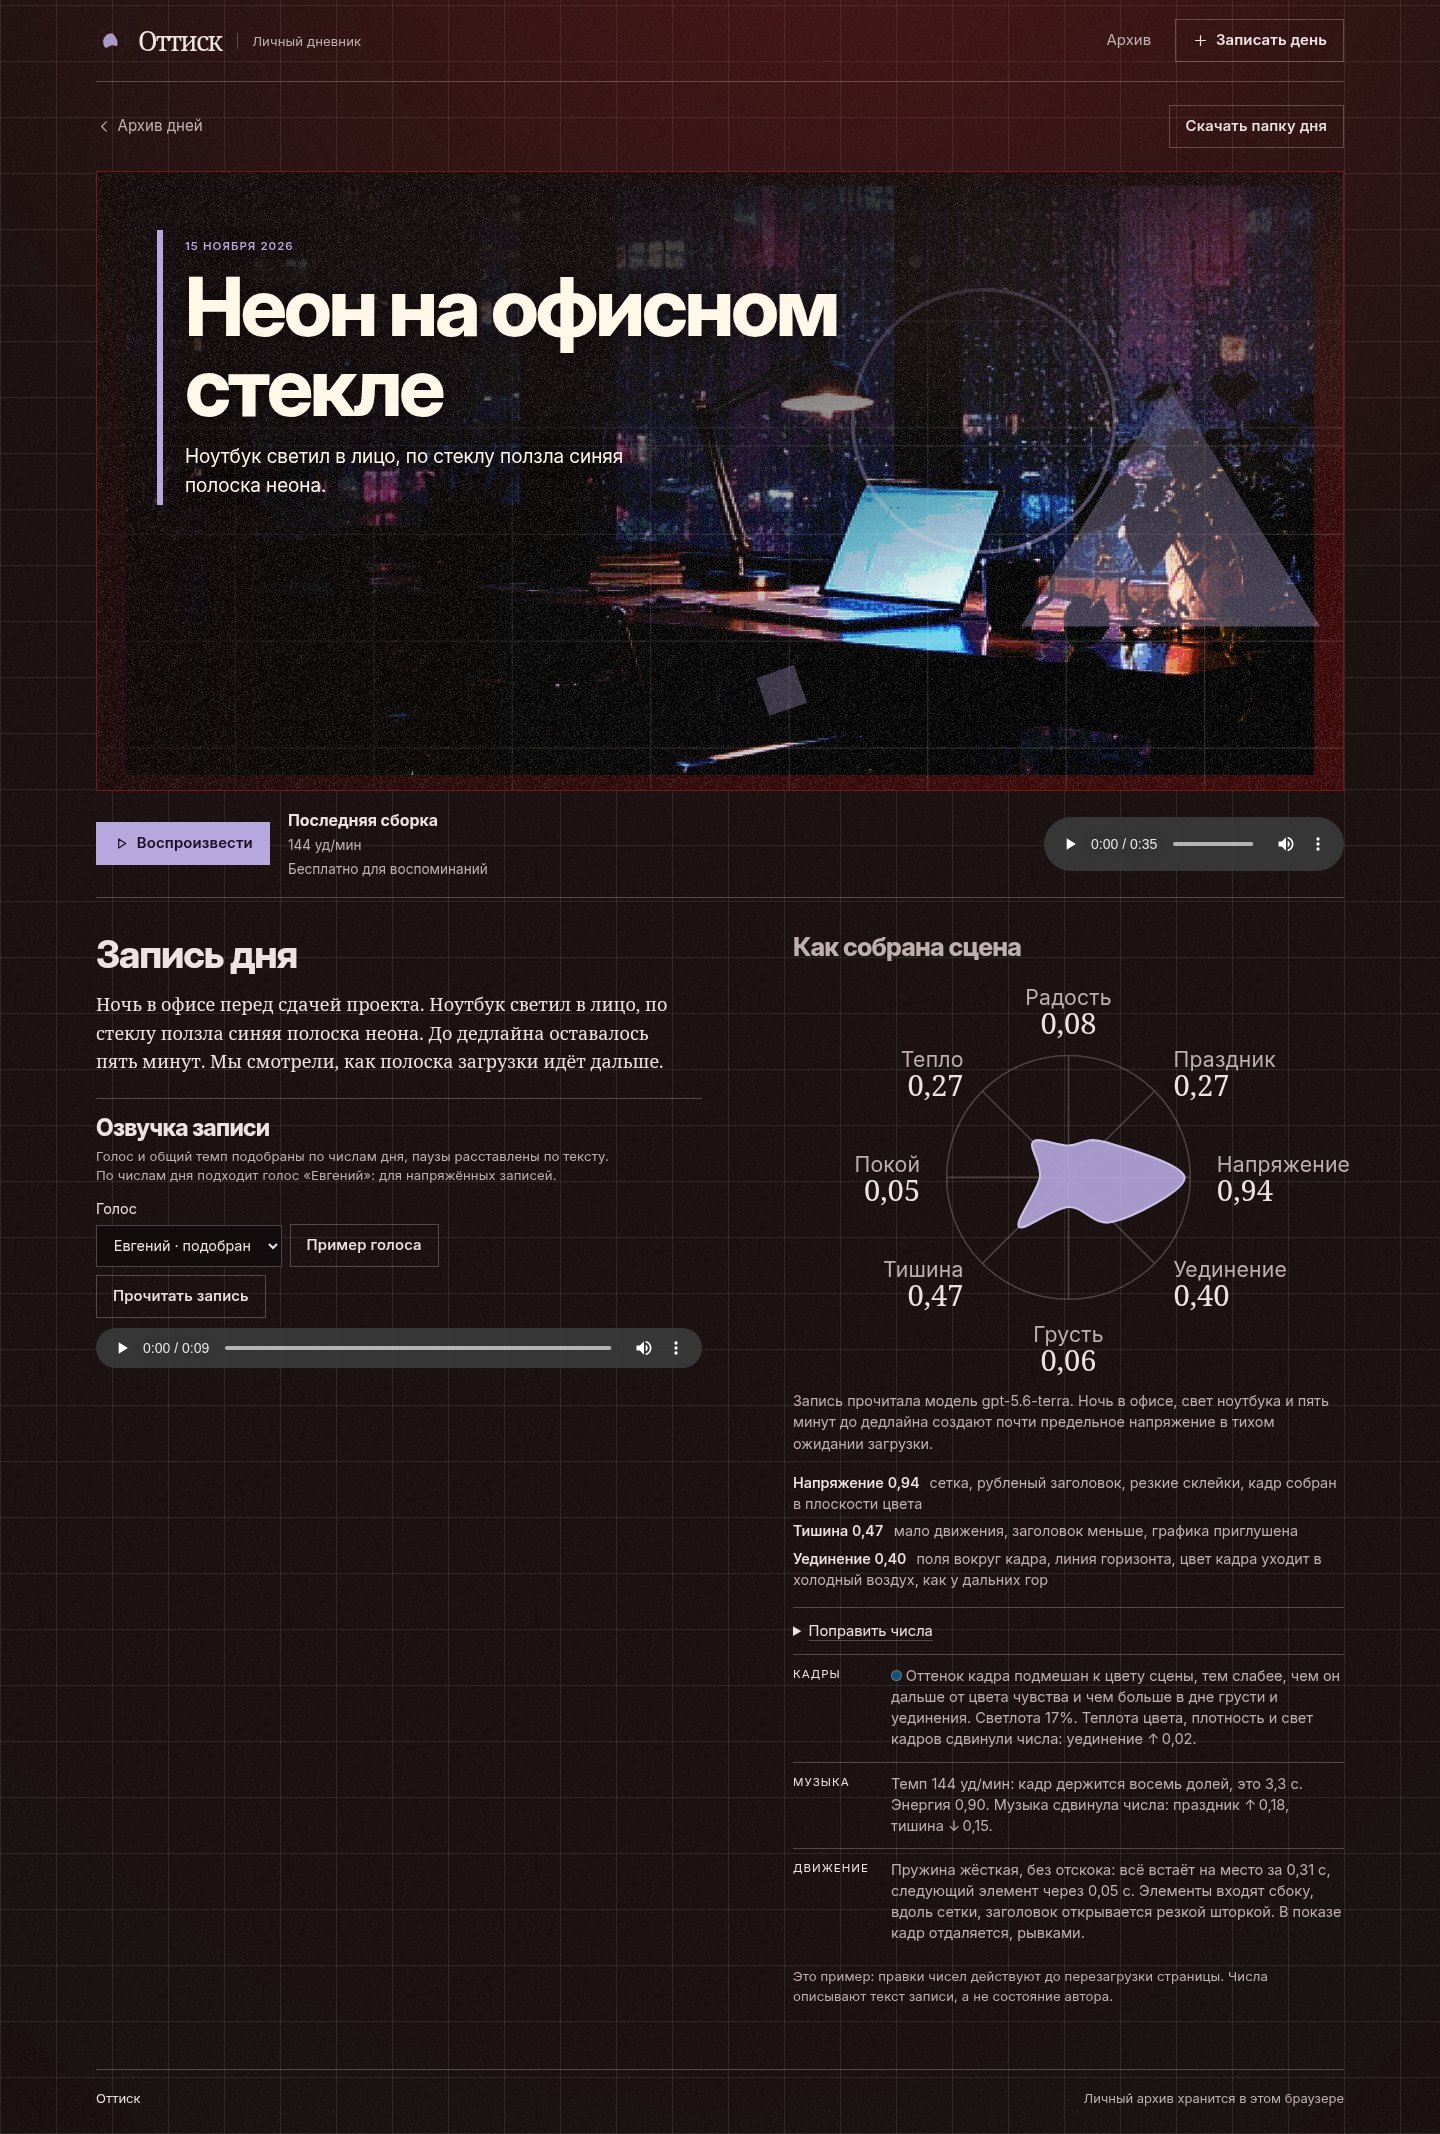 Оттиск
Личный дневник
Архив
Записать день
Архив дней
Скачать папку дня
15 НОЯБРЯ 2026
Неон на офисном
стекле
Ноутбук светил в лицо, по стеклу ползла синяя
полоска неона.
Воспроизвести
Последняя сборка
144 уд/мин
Бесплатно для воспоминаний
0:00 / 0:35
Запись дня
Ночь в офисе перед сдачей проекта. Ноутбук светил в лицо, по
стеклу ползла синяя полоска неона. До дедлайна оставалось
пять минут. Мы смотрели, как полоска загрузки идёт дальше.
Озвучка записи
Голос и общий темп подобраны по числам дня, паузы расставлены по тексту.
По числам дня подходит голос «Евгений»: для напряжённых записей.
Голос
Евгений · подобран
Пример голоса
Прочитать запись
0:00 / 0:09
Как собрана сцена
Радость
0,08
Тепло
0,27
Праздник
0,27
Покой
0,05
Напряжение
0,94
Тишина
0,47
Уединение
0,40
Грусть
0,06
Запись прочитала модель gpt-5.6-terra. Ночь в офисе, свет ноутбука и пять
минут до дедлайна создают почти предельное напряжение в тихом
ожидании загрузки.
Напряжение 0,94 сетка, рубленый заголовок, резкие склейки, кадр собран
в плоскости цвета
Тишина 0,47 мало движения, заголовок меньше, графика приглушена
Уединение 0,40 поля вокруг кадра, линия горизонта, цвет кадра уходит в
холодный воздух, как у дальних гор
Поправить числа
КАДРЫ
Оттенок кадра подмешан к цвету сцены, тем слабее, чем он
дальше от цвета чувства и чем больше в дне грусти и
уединения. Светлота 17%. Теплота цвета, плотность и свет
кадров сдвинули числа: уединение ↑ 0,02.
МУЗЫКА
Темп 144 уд/мин: кадр держится восемь долей, это 3,3 с.
Энергия 0,90. Музыка сдвинула числа: праздник ↑ 0,18,
тишина ↓ 0,15.
ДВИЖЕНИЕ
Пружина жёсткая, без отскока: всё встаёт на место за 0,31 с,
следующий элемент через 0,05 с. Элементы входят сбоку,
вдоль сетки, заголовок открывается резкой шторкой. В показе
кадр отдаляется, рывками.
Это пример: правки чисел действуют до перезагрузки страницы. Числа
описывают текст записи, а не состояние автора.
Оттиск
Личный архив хранится в этом браузере